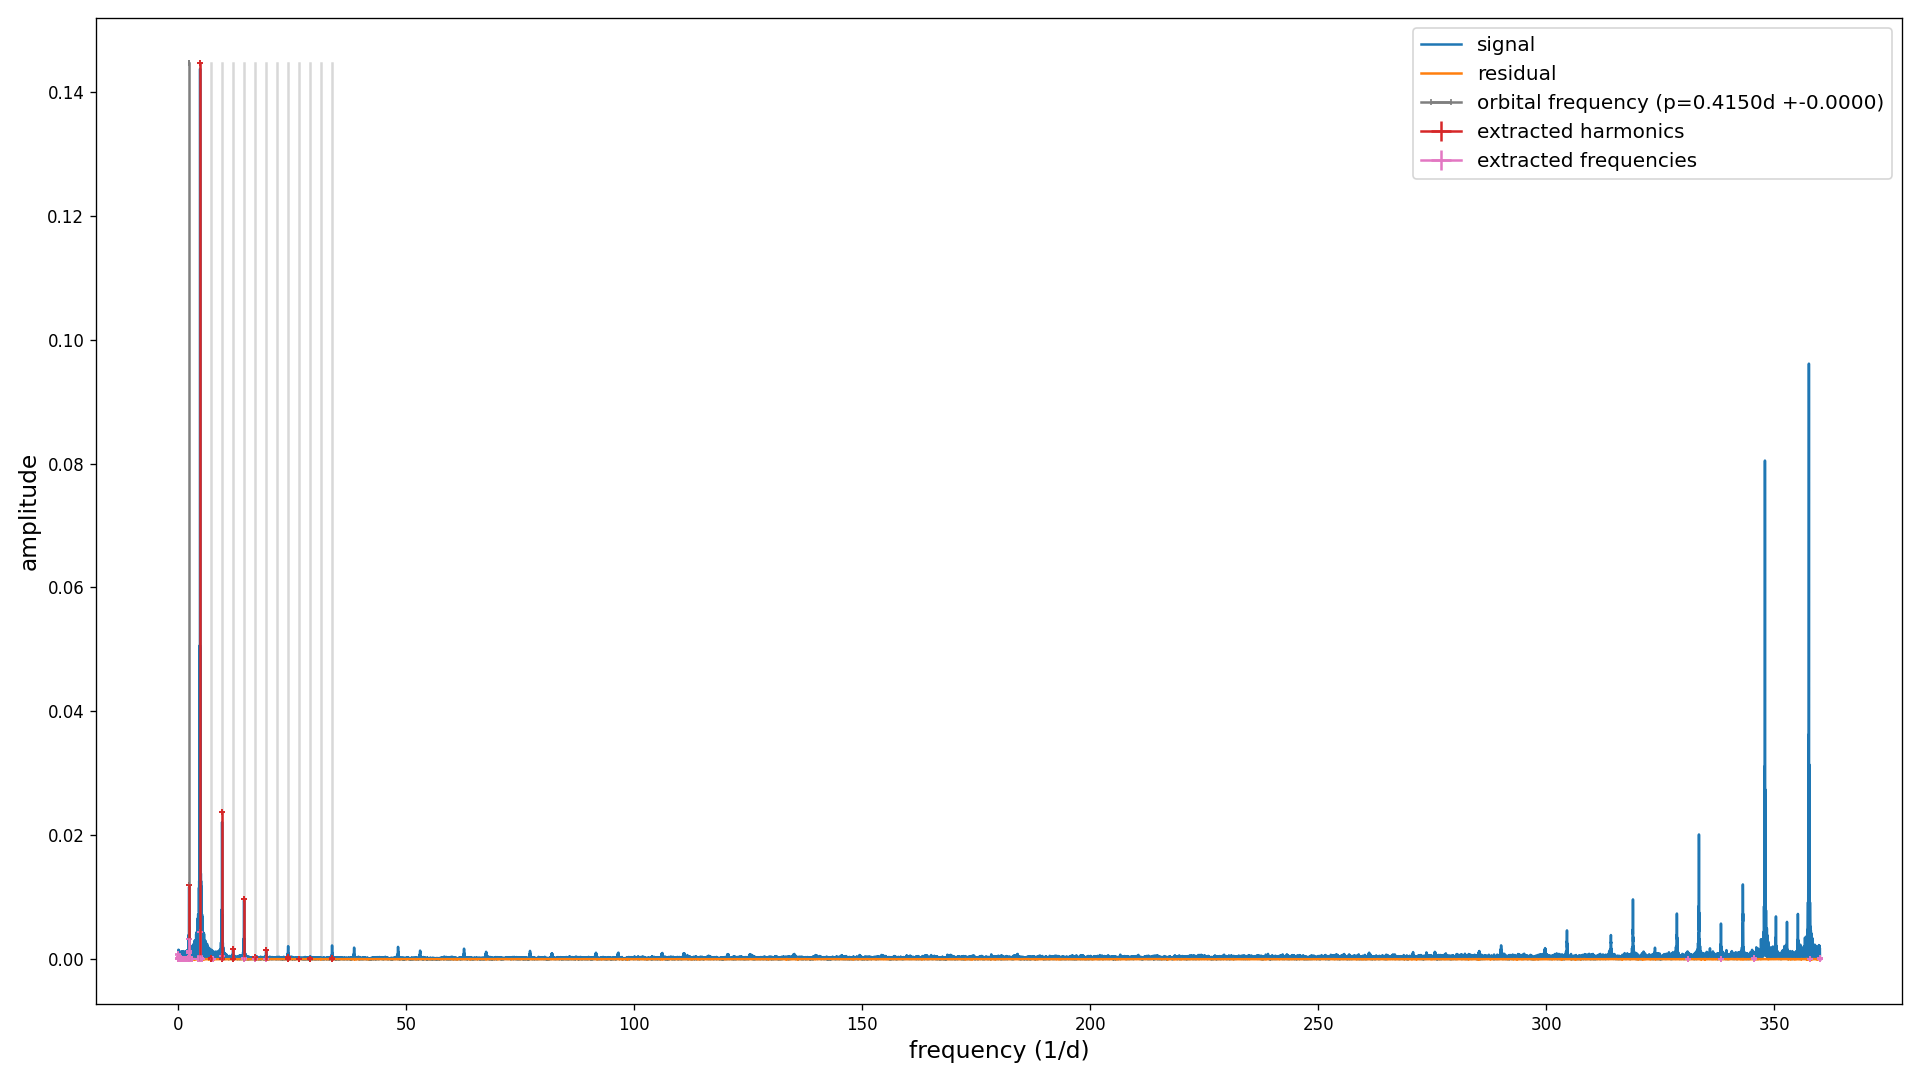 signal
residual
orbital frequency (p=0.4150d +-0.0000)
extracted harmonics
extracted frequencies
0.14
0.12
0.10
0.08
0.06
0.04
0.02
0.00
amplitude
0 50 100 150 200 250 300 350
frequency (1/d)